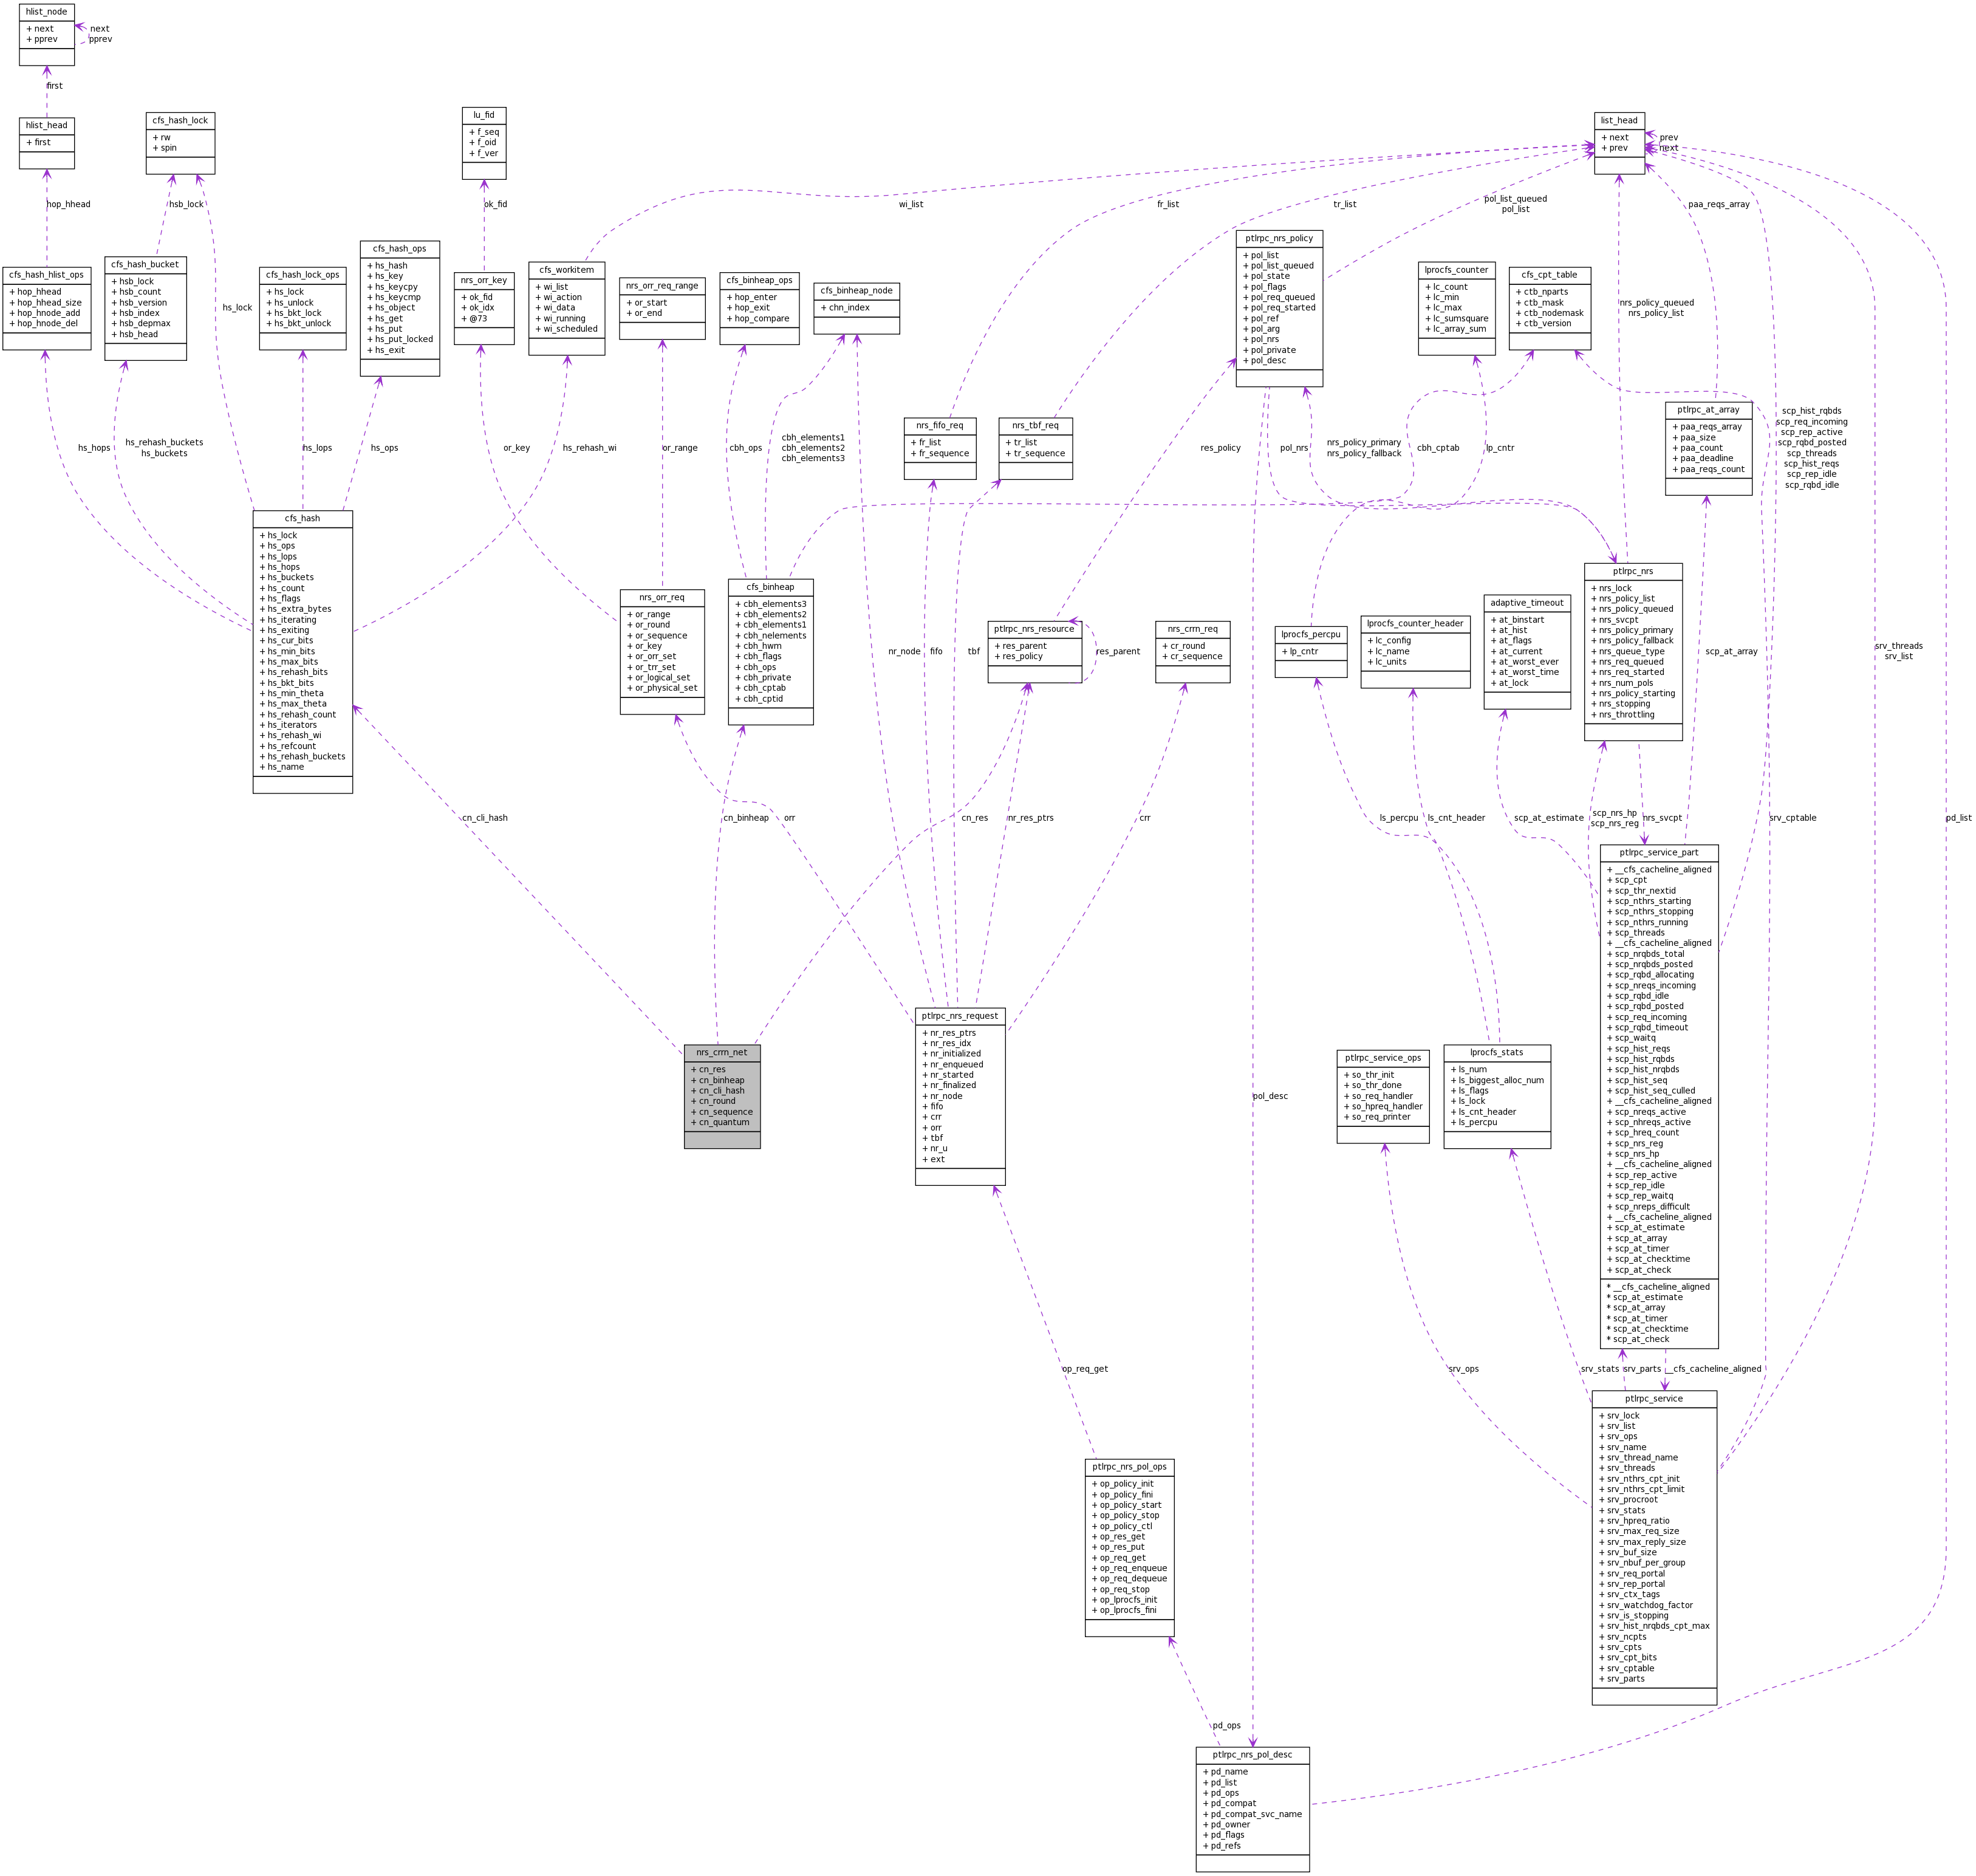 hlist_node
+ next
+ pprev
next
pprev
first
hlist_head
+ first
hop_hhead
cfs_hash_lock
+ rw
+ spin
hsb_lock
hs_lock
lu_fid
+ f_seq
+ f_oid
+ f_ver
ok_fid
list_head
+ next
+ prev
prev
next
wi_list
fr_list
tr_list
pol_list_queued
pol_list
paa_reqs_array
cfs_hash_hlist_ops
+ hop_hhead
+ hop_hhead_size
+ hop_hnode_add
+ hop_hnode_del
cfs_hash_bucket
+ hsb_lock
+ hsb_count
+ hsb_version
+ hsb_index
+ hsb_depmax
+ hsb_head
cfs_hash_lock_ops
+ hs_lock
+ hs_unlock
+ hs_bkt_lock
+ hs_bkt_unlock
cfs_hash_ops
+ hs_hash
+ hs_key
+ hs_keycpy
+ hs_keycmp
+ hs_object
+ hs_get
+ hs_put
+ hs_put_locked
+ hs_exit
nrs_orr_key
+ ok_fid
+ ok_idx
+ @73
cfs_workitem
+ wi_list
+ wi_action
+ wi_data
+ wi_running
+ wi_scheduled
nrs_orr_req_range
+ or_start
+ or_end
cfs_binheap_ops
+ hop_enter
+ hop_exit
+ hop_compare
cfs_binheap_node
+ chn_index
ptlrpc_nrs_policy
+ pol_list
+ pol_list_queued
+ pol_state
+ pol_flags
+ pol_req_queued
+ pol_req_started
+ pol_ref
+ pol_arg
+ pol_nrs
+ pol_private
+ pol_desc
lprocfs_counter
+ lc_count
+ lc_min
+ lc_max
+ lc_sumsquare
+ lc_array_sum
cfs_cpt_table
+ ctb_nparts
+ ctb_mask
+ ctb_nodemask
+ ctb_version
nrs_policy_queued
nrs_policy_list
hs_hops
hs_rehash_buckets
hs_buckets
hs_lops
hs_ops
or_key
hs_rehash_wi
or_range
cbh_ops
cbh_elements1
cbh_elements2
cbh_elements3
nrs_fifo_req
+ fr_list
+ fr_sequence
nrs_tbf_req
+ tr_list
+ tr_sequence
res_policy
pol_nrs
nrs_policy_primary
nrs_policy_fallback
cbh_cptab
lp_cntr
ptlrpc_at_array
+ paa_reqs_array
+ paa_size
+ paa_count
+ paa_deadline
+ paa_reqs_count
scp_hist_rqbds
scp_req_incoming
scp_rep_active
scp_rqbd_posted
scp_threads
scp_hist_reqs
scp_rep_idle
scp_rqbd_idle
cfs_hash
+ hs_lock
+ hs_ops
+ hs_lops
+ hs_hops
+ hs_buckets
+ hs_count
+ hs_flags
+ hs_extra_bytes
+ hs_iterating
+ hs_exiting
+ hs_cur_bits
+ hs_min_bits
+ hs_max_bits
+ hs_rehash_bits
+ hs_bkt_bits
+ hs_min_theta
+ hs_max_theta
+ hs_rehash_count
+ hs_iterators
+ hs_rehash_wi
+ hs_refcount
+ hs_rehash_buckets
+ hs_name
nrs_orr_req
+ or_range
+ or_round
+ or_sequence
+ or_key
+ or_orr_set
+ or_trr_set
+ or_logical_set
+ or_physical_set
cfs_binheap
+ cbh_elements3
+ cbh_elements2
+ cbh_elements1
+ cbh_nelements
+ cbh_hwm
+ cbh_flags
+ cbh_ops
+ cbh_private
+ cbh_cptab
+ cbh_cptid
nr_node
fifo
tbf
ptlrpc_nrs_resource
+ res_parent
+ res_policy
res_parent
nrs_crrn_req
+ cr_round
+ cr_sequence
lprocfs_percpu
+ lp_cntr
lprocfs_counter_header
+ lc_config
+ lc_name
+ lc_units
adaptive_timeout
+ at_binstart
+ at_hist
+ at_flags
+ at_current
+ at_worst_ever
+ at_worst_time
+ at_lock
ptlrpc_nrs
+ nrs_lock
+ nrs_policy_list
+ nrs_policy_queued
+ nrs_svcpt
+ nrs_policy_primary
+ nrs_policy_fallback
+ nrs_queue_type
+ nrs_req_queued
+ nrs_req_started
+ nrs_num_pols
+ nrs_policy_starting
+ nrs_stopping
+ nrs_throttling
scp_at_array
srv_threads
srv_list
cn_cli_hash
cn_binheap
orr
cn_res
nr_res_ptrs
crr
ls_percpu
ls_cnt_header
scp_at_estimate
scp_nrs_hp
scp_nrs_reg
nrs_svcpt
srv_cptable
pd_list
ptlrpc_service_part
+ __cfs_cacheline_aligned
+ scp_cpt
+ scp_thr_nextid
+ scp_nthrs_starting
+ scp_nthrs_stopping
+ scp_nthrs_running
+ scp_threads
+ __cfs_cacheline_aligned
+ scp_nrqbds_total
+ scp_nrqbds_posted
+ scp_rqbd_allocating
+ scp_nreqs_incoming
+ scp_rqbd_idle
+ scp_rqbd_posted
+ scp_req_incoming
+ scp_rqbd_timeout
+ scp_waitq
+ scp_hist_reqs
+ scp_hist_rqbds
+ scp_hist_nrqbds
+ scp_hist_seq
+ scp_hist_seq_culled
+ __cfs_cacheline_aligned
+ scp_nreqs_active
+ scp_nhreqs_active
+ scp_hreq_count
+ scp_nrs_reg
+ scp_nrs_hp
+ __cfs_cacheline_aligned
+ scp_rep_active
+ scp_rep_idle
+ scp_rep_waitq
+ scp_nreps_difficult
+ __cfs_cacheline_aligned
+ scp_at_estimate
+ scp_at_array
+ scp_at_timer
+ scp_at_checktime
+ scp_at_check
* __cfs_cacheline_aligned
* scp_at_estimate
* scp_at_array
* scp_at_timer
* scp_at_checktime
* scp_at_check
nrs_crrn_net
+ cn_res
+ cn_binheap
+ cn_cli_hash
+ cn_round
+ cn_sequence
+ cn_quantum
ptlrpc_nrs_request
+ nr_res_ptrs
+ nr_res_idx
+ nr_initialized
+ nr_enqueued
+ nr_started
+ nr_finalized
+ nr_node
+ fifo
+ crr
+ orr
+ tbf
+ nr_u
+ ext
pol_desc
ptlrpc_service_ops
+ so_thr_init
+ so_thr_done
+ so_req_handler
+ so_hpreq_handler
+ so_req_printer
lprocfs_stats
+ ls_num
+ ls_biggest_alloc_num
+ ls_flags
+ ls_lock
+ ls_cnt_header
+ ls_percpu
op_req_get
srv_ops
srv_stats
srv_parts
__cfs_cacheline_aligned
ptlrpc_service
+ srv_lock
+ srv_list
+ srv_ops
+ srv_name
+ srv_thread_name
+ srv_threads
+ srv_nthrs_cpt_init
+ srv_nthrs_cpt_limit
+ srv_procroot
+ srv_stats
+ srv_hpreq_ratio
+ srv_max_req_size
+ srv_max_reply_size
+ srv_buf_size
+ srv_nbuf_per_group
+ srv_req_portal
+ srv_rep_portal
+ srv_ctx_tags
+ srv_watchdog_factor
+ srv_is_stopping
+ srv_hist_nrqbds_cpt_max
+ srv_ncpts
+ srv_cpts
+ srv_cpt_bits
+ srv_cptable
+ srv_parts
ptlrpc_nrs_pol_ops
+ op_policy_init
+ op_policy_fini
+ op_policy_start
+ op_policy_stop
+ op_policy_ctl
+ op_res_get
+ op_res_put
+ op_req_get
+ op_req_enqueue
+ op_req_dequeue
+ op_req_stop
+ op_lprocfs_init
+ op_lprocfs_fini
pd_ops
ptlrpc_nrs_pol_desc
+ pd_name
+ pd_list
+ pd_ops
+ pd_compat
+ pd_compat_svc_name
+ pd_owner
+ pd_flags
+ pd_refs